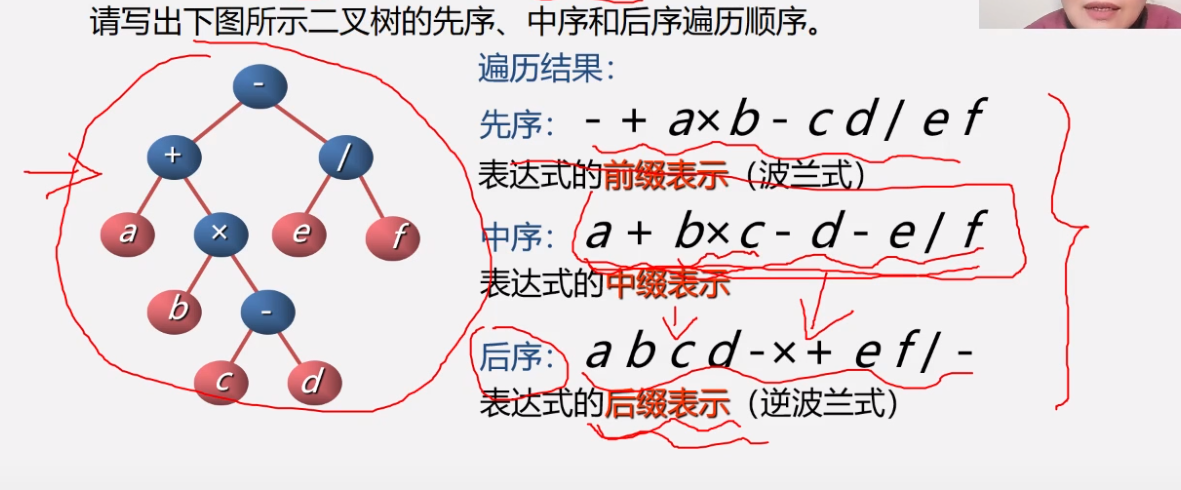 请写出下图所示二叉树的先序、中序和后序遍历顺序。
遍历结果：
先序： - + a×b - c d / e f
表达式的前缀表示（波兰式）
中序： a + b×c - d - e / f
表达式的中缀表示
后序： a b c d -×+ e f / -
表达式的后缀表示（逆波兰式）
-
+ /
a × e f
b -
c d